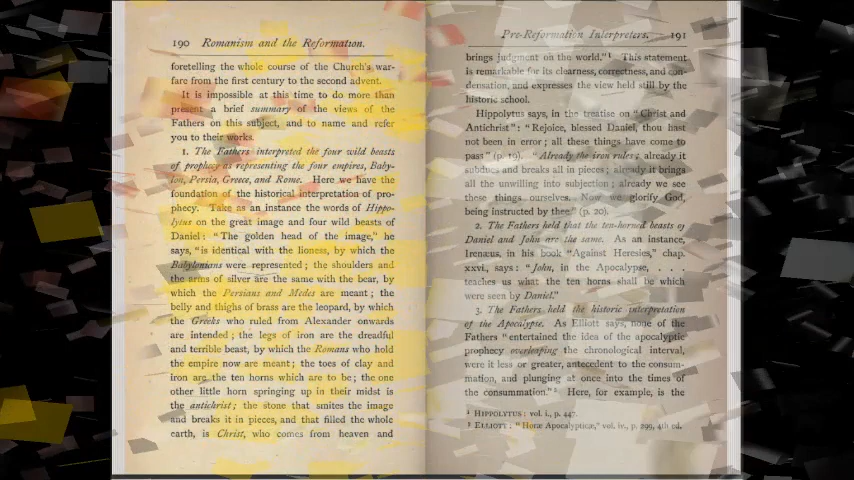 190 Romanism and the Reformation.
foretelling the whole course of the Church's war-
fare from the first century to the second advent.
It is impossible at this time to do more than
present a brief summary of the views of the
Fathers on this subject, and to name and refer
you to their works.
1. The Fathers interpreted the four wild beasts
of prophecy as representing the four empires, Baby-
lon, Persia, Greece, and Rome. Here we have the
foundation of the historical interpretation of pro-
phecy. Take as an instance the words of Hippo-
lytus on the great image and four wild beasts of
Daniel: "The golden head of the image," he
says, "is identical with the lioness, by which the
Babylonians were represented; the shoulders and
the arms of silver are the same with the bear, by
which the Persians and Medes are meant; the
belly and thighs of brass are the leopard, by which
the Greeks who ruled from Alexander onwards
are intended; the legs of iron are the dreadful
and terrible beast, by which the Romans who hold
the empire now are meant; the toes of clay and
iron are the ten horns which are to be; the one
other little horn springing up in their midst is
the antichrist; the stone that smites the image
and breaks it in pieces, and that filled the whole
earth, is Christ, who comes from heaven and
Pre-Reformation Interpreters. 191
brings judgment on the world." 1 This statement
is remarkable for its clearness, correctness, and con-
densation, and expresses the view held still by the
historic school.
Hippolytus says, in the treatise on "Christ and
Antichrist": "Rejoice, blessed Daniel, thou hast
not been in error; all these things have come to
pass" (p. 19). "Already the iron rules; already it
subdues and breaks all in pieces; already it brings
all the unwilling into subjection; already we see
these things ourselves. Now we glorify God,
being instructed by thee" (p. 20).
2. The Fathers held that the ten-horned beasts of
Daniel and John are the same. As an instance,
Irenæus, in his book "Against Heresies," chap.
xxvi., says: "John, in the Apocalypse, . . .
teaches us what the ten horns shall be which
were seen by Daniel."
3. The Fathers held the historic interpretation
of the Apocalypse. As Elliott says, none of the
Fathers "entertained the idea of the apocalyptic
prophecy overleaping the chronological interval,
were it less or greater, antecedent to the consum-
mation, and plunging at once into the times of
the consummation." 2 Here, for example, is the
1 HIPPOLYTUS: vol. i., p. 447.
2 ELLIOTT: "Horæ Apocalypticæ," vol. iv., p. 299, 4th ed.